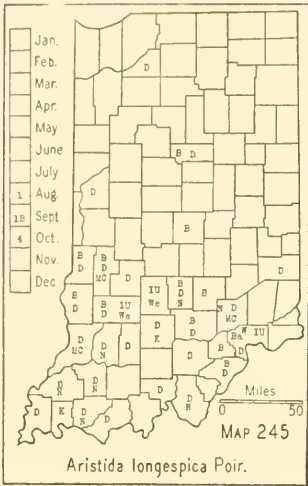 Jan.
Feb.
Mar.
Apr.
May
June
July
1 Aug.
18 Sept
4 Oct.
Nov.
Dec
D
B D
D
B
D
B D
B D MC
D
IU We
B D N
B
N D MC
B D
B D
IU We
D K
B D
Ba W IU
D MC
D N
D
D
B
D
B D
D N
D N
D N
D
K
D N
D
D
Miles
0 50
MAP 245
Aristida longespica Poir.